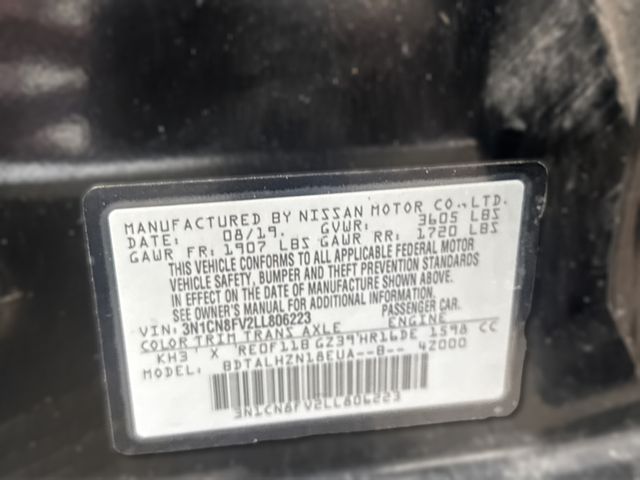 MANUFACTURED BY NISSAN MOTOR CO., LTD.
DATE: 08/19. GVWR: 3605 LBS
GAWR FR: 1907 LBS GAWR RR: 1720 LBS
THIS VEHICLE CONFORMS TO ALL APPLICABLE FEDERAL MOTOR
VEHICLE SAFETY, BUMPER AND THEFT PREVENTION STANDARDS
IN EFFECT ON THE DATE OF MANUFACTURE SHOWN ABOVE.
SEE OWNER'S MANUAL FOR ADDITIONAL INFORMATION.
VIN: 3N1CN8FV2LL806223 PASSENGER CAR.
COLOR TRIM TRANS AXLE ENGINE
KH3 X RE0F11B GZ39 HR16DE 1598 CC
MODEL: BDTALHZN18EUA--B-- 4Z000
3N1CN8FV2LL806223